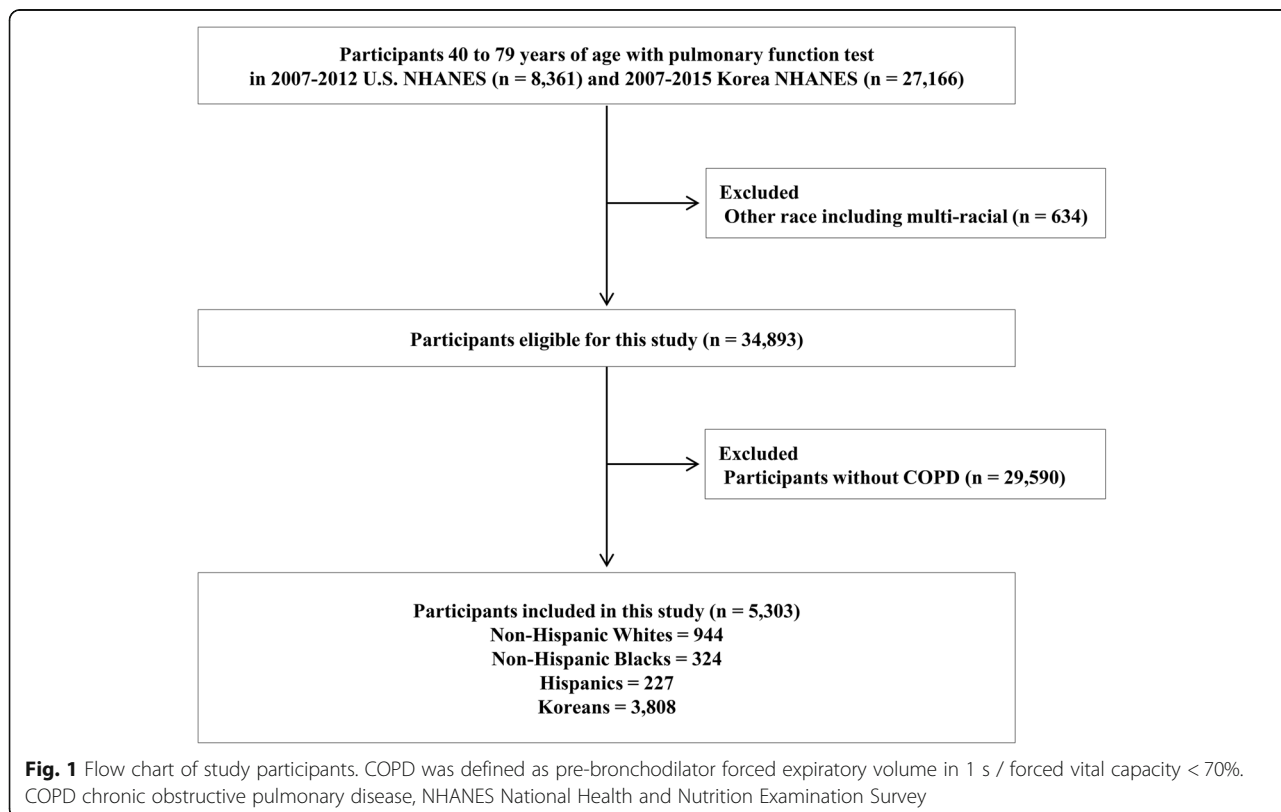 Participants 40 to 79 years of age with pulmonary function test
in 2007-2012 U.S. NHANES (n = 8,361) and 2007-2015 Korea NHANES (n = 27,166)
Excluded
Other race including multi-racial (n = 634)
Participants eligible for this study (n = 34,893)
Excluded
Participants without COPD (n = 29,590)
Participants included in this study (n = 5,303)
Non-Hispanic Whites = 944
Non-Hispanic Blacks = 324
Hispanics = 227
Koreans = 3,808
Fig. 1 Flow chart of study participants. COPD was defined as pre-bronchodilator forced expiratory volume in 1 s / forced vital capacity < 70%.
COPD chronic obstructive pulmonary disease, NHANES National Health and Nutrition Examination Survey